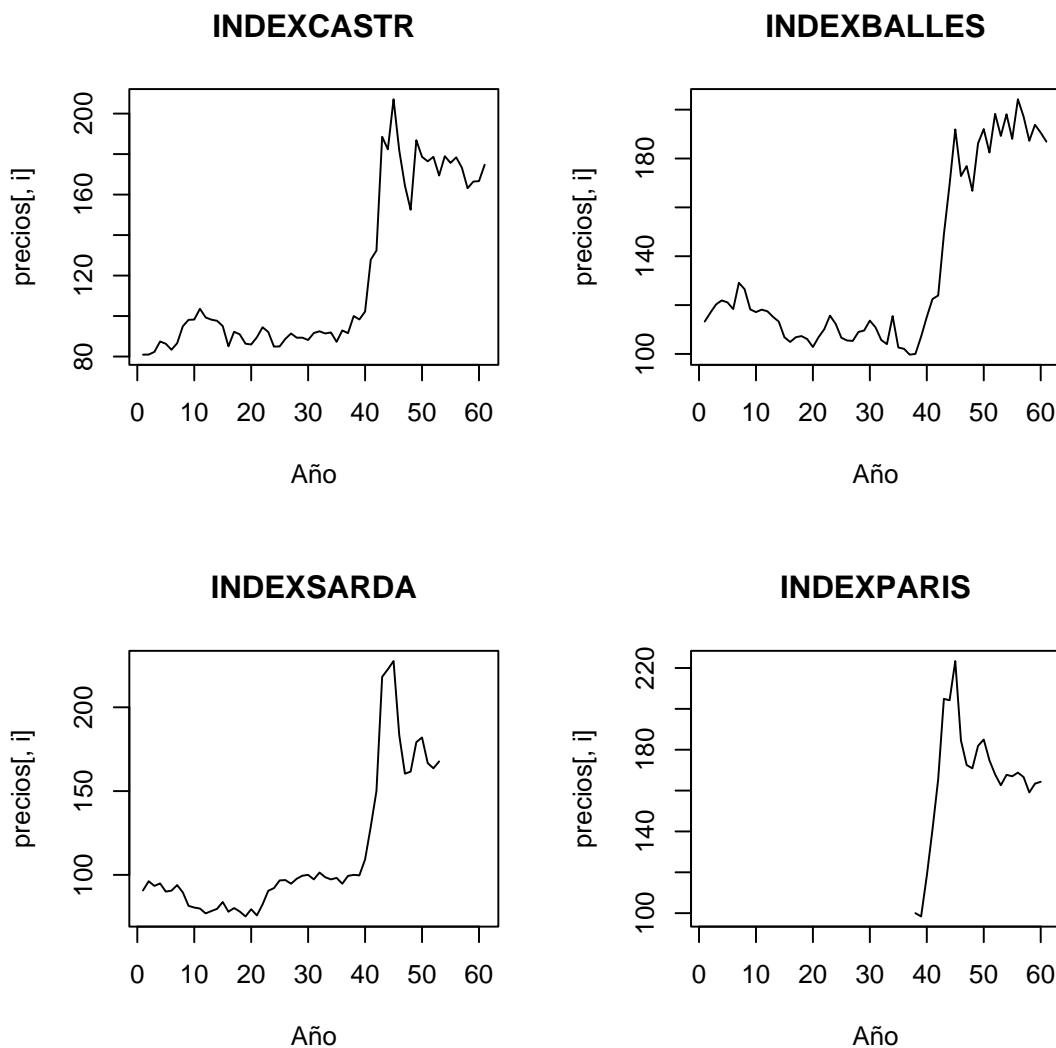 INDEXCASTR
precios[, i]
80 120 160 200
0 10 20 30 40 50 60
Año
INDEXBALLES
precios[, i]
100 140 180
0 10 20 30 40 50 60
Año
INDEXSARDA
precios[, i]
100 150 200
0 10 20 30 40 50 60
Año
INDEXPARIS
precios[, i]
100 140 180 220
0 10 20 30 40 50 60
Año